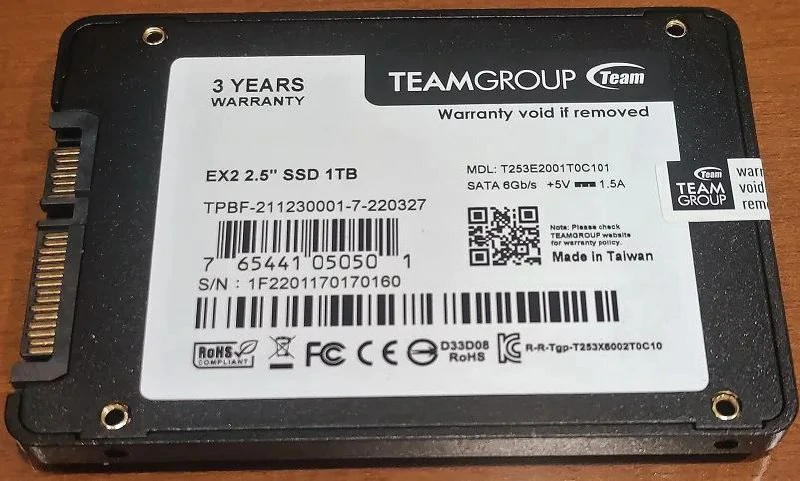 3 YEARS
WARRANTY
TEAMGROUP Team
Warranty void if removed
EX2 2.5" SSD 1TB
MDL: T253E2001T0C101
SATA 6Gb/s +5V 1.5A
TPBF-211230001-7-220327
7 65441 05050 1
Note: Please check
TEAMGROUP website
for warranty policy.
Made in Taiwan
S/N : 1F2201170170160
RoHS
COMPLIANT
FC CE
D33D08
RoHS
R-R-Tgp-T253X6002T0C10
Team
TEAM
GROUP
void